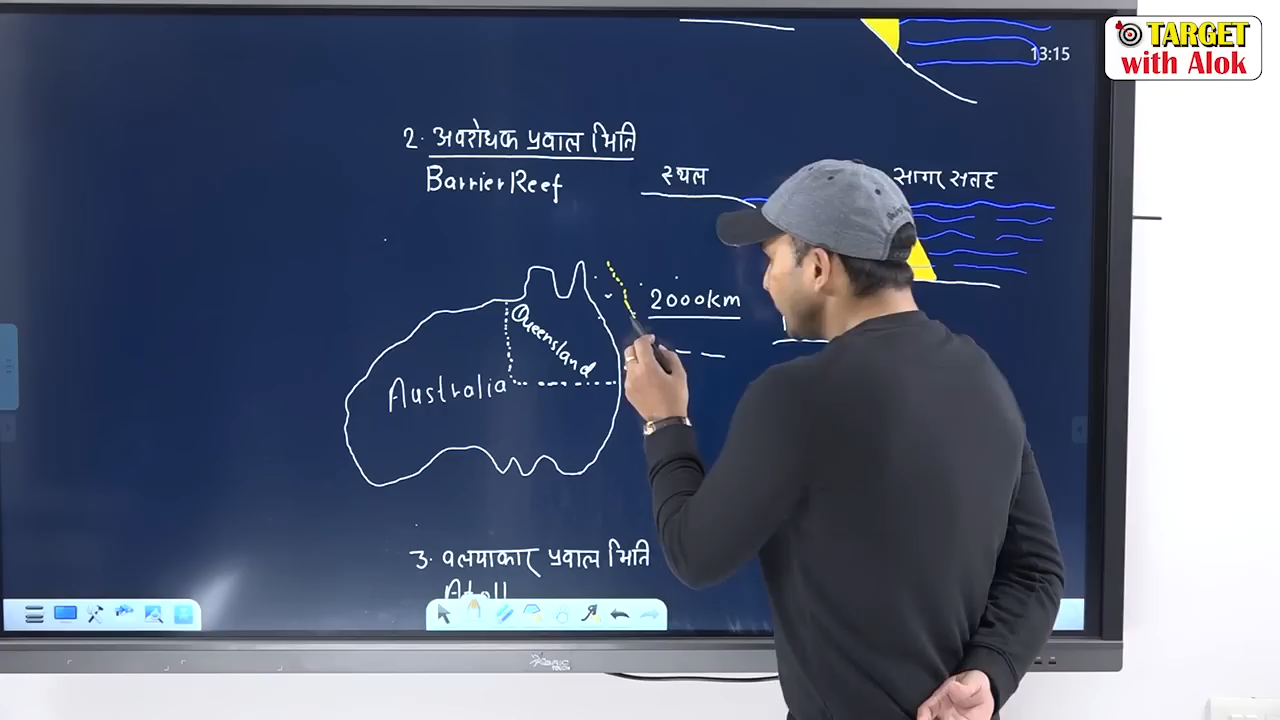 TARGET
with Alok
13:15
2. अवरोधक प्रवाल भिति
Barrier Reef
स्थल
सागर सतह
2000km
Queensland
Australia
3. वलयाकार प्रवाल भिति
Atoll